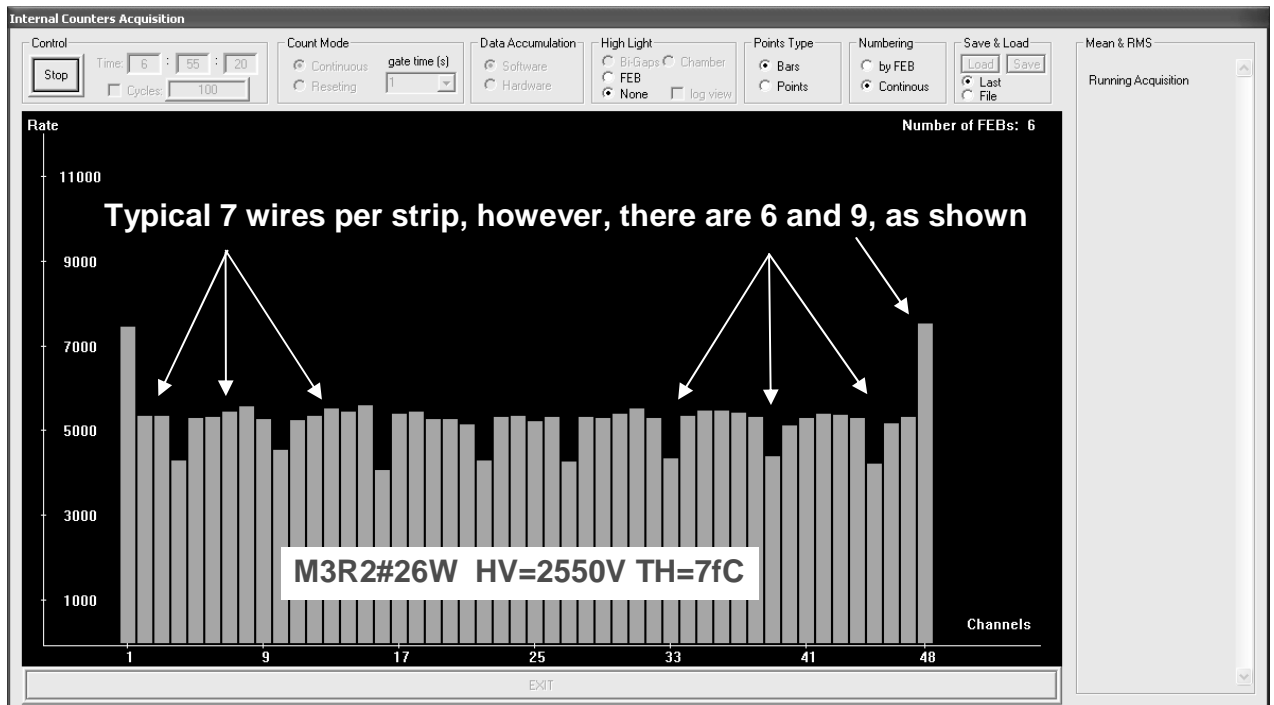 Internal Counters Acquisition
Control
Stop
Time: 6 : 55 : 20
Cycles: 100
Count Mode
Continuous
Reseting
gate time (s)
1
Data Accumulation
Software
Hardware
High Light
Bi-Gaps Chamber
FEB
None log view
Points Type
Bars
Points
Numbering
by FEB
Continous
Save & Load
Load Save
Last
File
Mean & RMS
Running Acquisition
Rate
Number of FEBs: 6
11000
Typical 7 wires per strip, however, there are 6 and 9, as shown
9000
7000
5000
3000
M3R2#26W HV=2550V TH=7fC
1000
Channels
1 9 17 25 33 41 48
EXIT